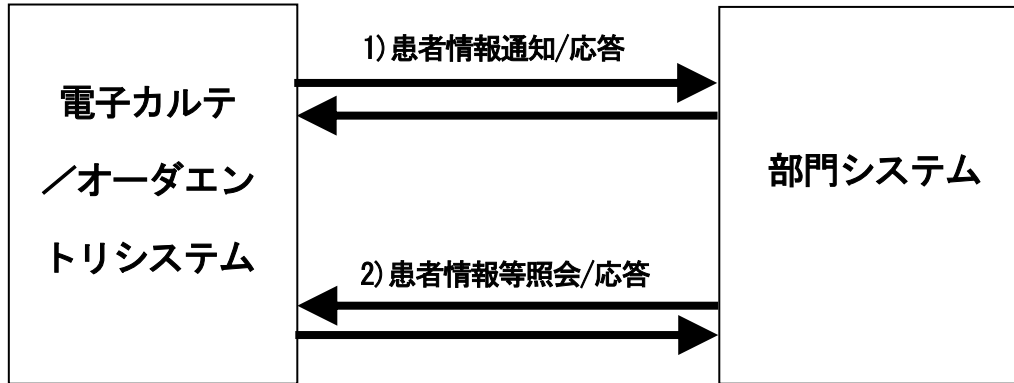 1)患者情報通知/応答
電子カルテ
／オーダエン
トリシステム
部門システム
2)患者情報等照会/応答